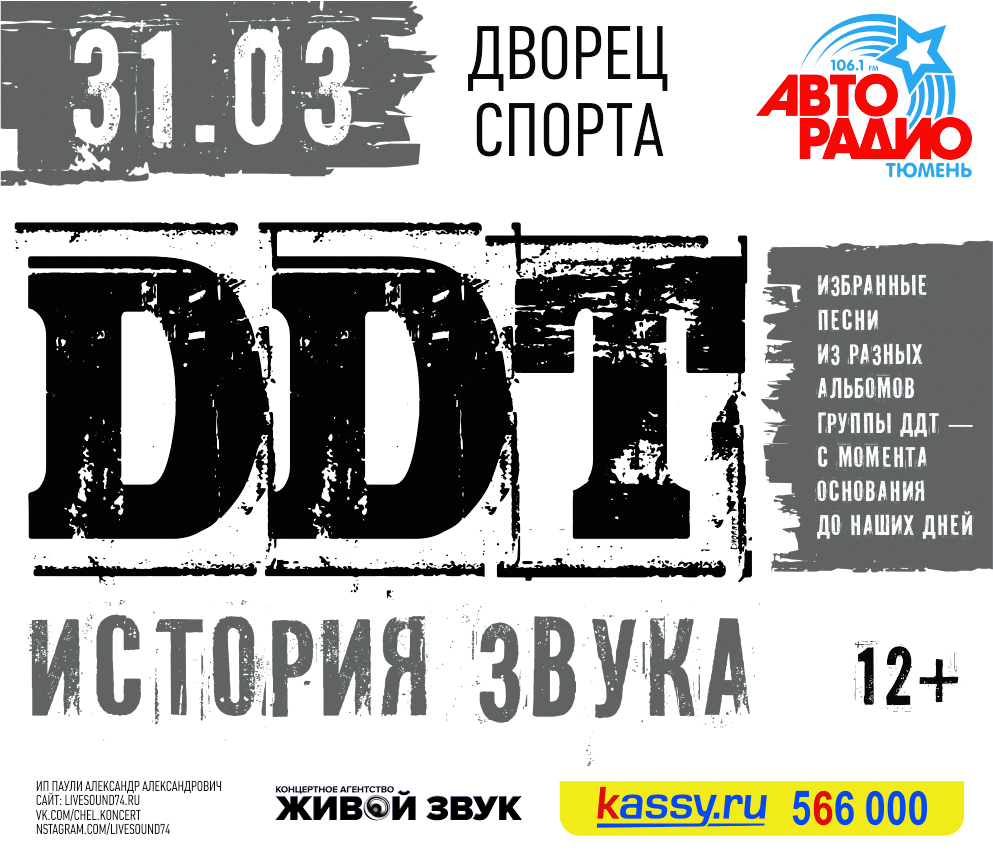 31.03
ДВОРЕЦ
СПОРТА
106.1 FM
АВТО
РАДИО
ТЮМЕНЬ
DDT
ИЗБРАННЫЕ
ПЕСНИ
ИЗ РАЗНЫХ
АЛЬБОМОВ
ГРУППЫ ДДТ —
С МОМЕНТА
ОСНОВАНИЯ
ДО НАШИХ ДНЕЙ
ИСТОРИЯ ЗВУКА
12+
ИП ПАУЛИ АЛЕКСАНДР АЛЕКСАНДРОВИЧ
САЙТ: LIVESOUND74.RU
VK.COM/CHEL.KONCERT
NSTAGRAM.COM/LIVESOUND74
КОНЦЕРТНОЕ АГЕНТСТВО
ЖИВОЙ ЗВУК
kassy.ru 566 000